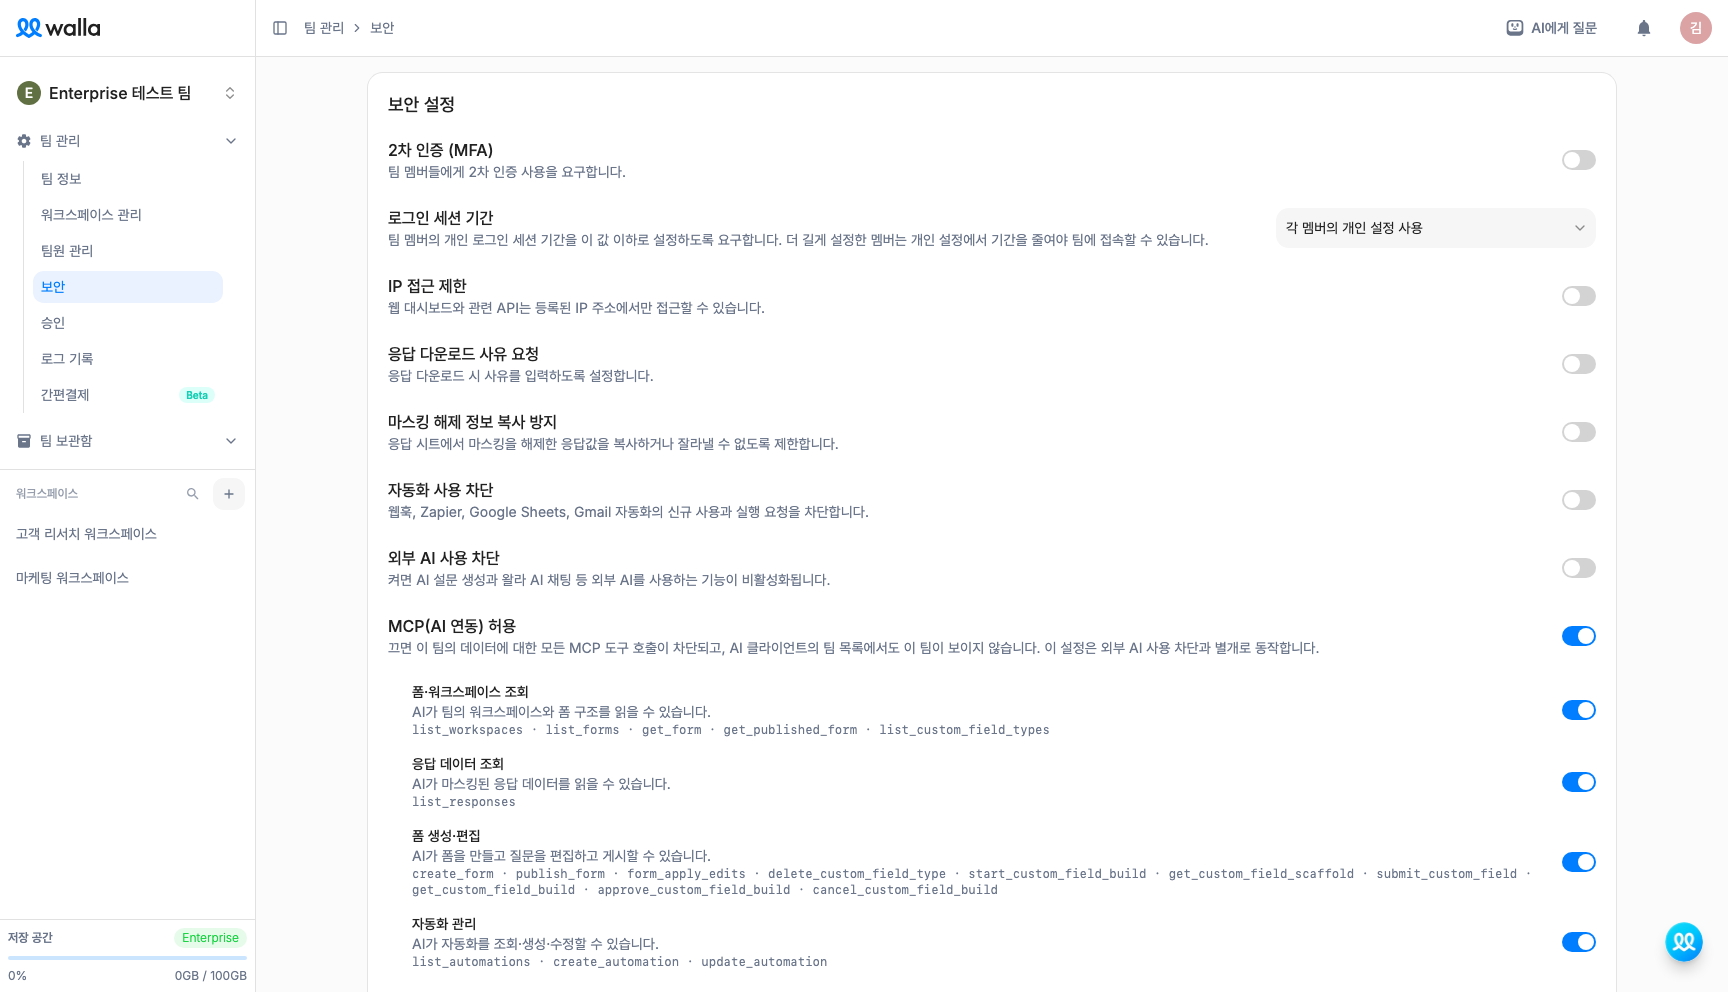 walla
팀 관리 > 보안
AI에게 질문
김
E Enterprise 테스트 팀
팀 관리
팀 정보
워크스페이스 관리
팀원 관리
보안
승인
로그 기록
간편결제 Beta
팀 보관함
워크스페이스
고객 리서치 워크스페이스
마케팅 워크스페이스
저장 공간 Enterprise
0% 0GB / 100GB
보안 설정
2차 인증 (MFA)
팀 멤버들에게 2차 인증 사용을 요구합니다.
로그인 세션 기간
팀 멤버의 개인 로그인 세션 기간을 이 값 이하로 설정하도록 요구합니다. 더 길게 설정한 멤버는 개인 설정에서 기간을 줄여야 팀에 접속할 수 있습니다.
각 멤버의 개인 설정 사용
IP 접근 제한
웹 대시보드와 관련 API는 등록된 IP 주소에서만 접근할 수 있습니다.
응답 다운로드 사유 요청
응답 다운로드 시 사유를 입력하도록 설정합니다.
마스킹 해제 정보 복사 방지
응답 시트에서 마스킹을 해제한 응답값을 복사하거나 잘라낼 수 없도록 제한합니다.
자동화 사용 차단
웹훅, Zapier, Google Sheets, Gmail 자동화의 신규 사용과 실행 요청을 차단합니다.
외부 AI 사용 차단
켜면 AI 설문 생성과 왈라 AI 채팅 등 외부 AI를 사용하는 기능이 비활성화됩니다.
MCP(AI 연동) 허용
끄면 이 팀의 데이터에 대한 모든 MCP 도구 호출이 차단되고, AI 클라이언트의 팀 목록에서도 이 팀이 보이지 않습니다. 이 설정은 외부 AI 사용 차단과 별개로 동작합니다.
폼·워크스페이스 조회
AI가 팀의 워크스페이스와 폼 구조를 읽을 수 있습니다.
list_workspaces · list_forms · get_form · get_published_form · list_custom_field_types
응답 데이터 조회
AI가 마스킹된 응답 데이터를 읽을 수 있습니다.
list_responses
폼 생성·편집
AI가 폼을 만들고 질문을 편집하고 게시할 수 있습니다.
create_form · publish_form · form_apply_edits · delete_custom_field_type · start_custom_field_build · get_custom_field_scaffold · submit_custom_field ·
get_custom_field_build · approve_custom_field_build · cancel_custom_field_build
자동화 관리
AI가 자동화를 조회·생성·수정할 수 있습니다.
list_automations · create_automation · update_automation